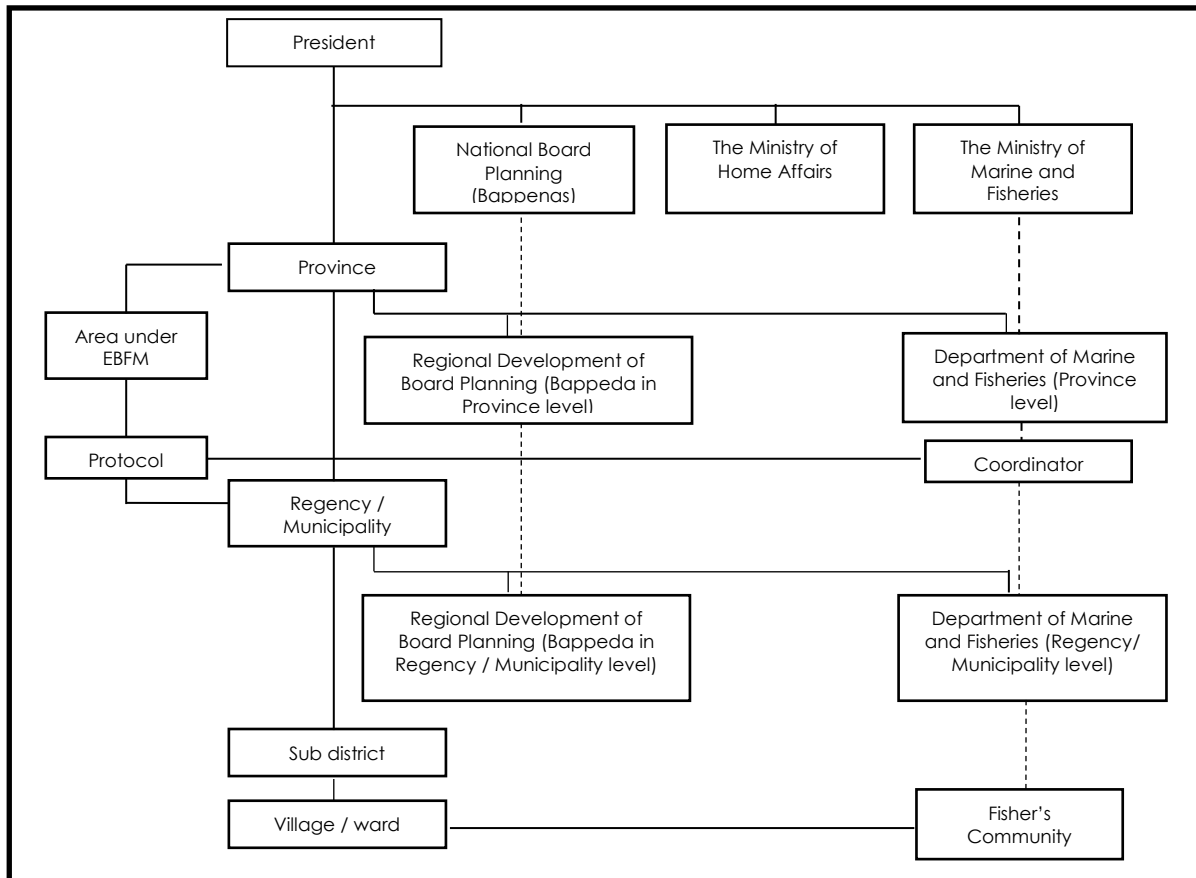 President
National Board
Planning
(Bappenas)
The Ministry of
Home Affairs
The Ministry of
Marine and
Fisheries
Province
Area under
EBFM
Regional Development of
Board Planning (Bappeda in
Province level)
Department of Marine
and Fisheries (Province
level)
Protocol
Coordinator
Regency /
Municipality
Regional Development of
Board Planning (Bappeda in
Regency / Municipality level)
Department of Marine
and Fisheries (Regency/
Municipality level)
Sub district
Village / ward
Fisher’s
Community